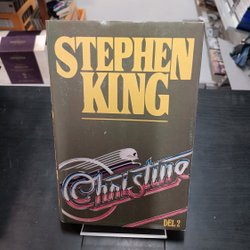 STEPHEN
KING
Christine
DEL 2